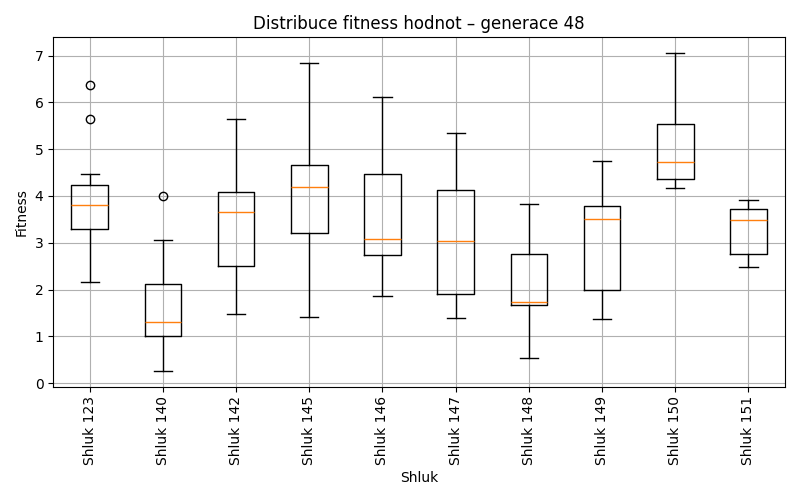 Distribuce fitness hodnot – generace 48
Fitness
7
6
5
4
3
2
1
0
Shluk 123
Shluk 140
Shluk 142
Shluk 145
Shluk 146
Shluk 147
Shluk 148
Shluk 149
Shluk 150
Shluk 151
Shluk